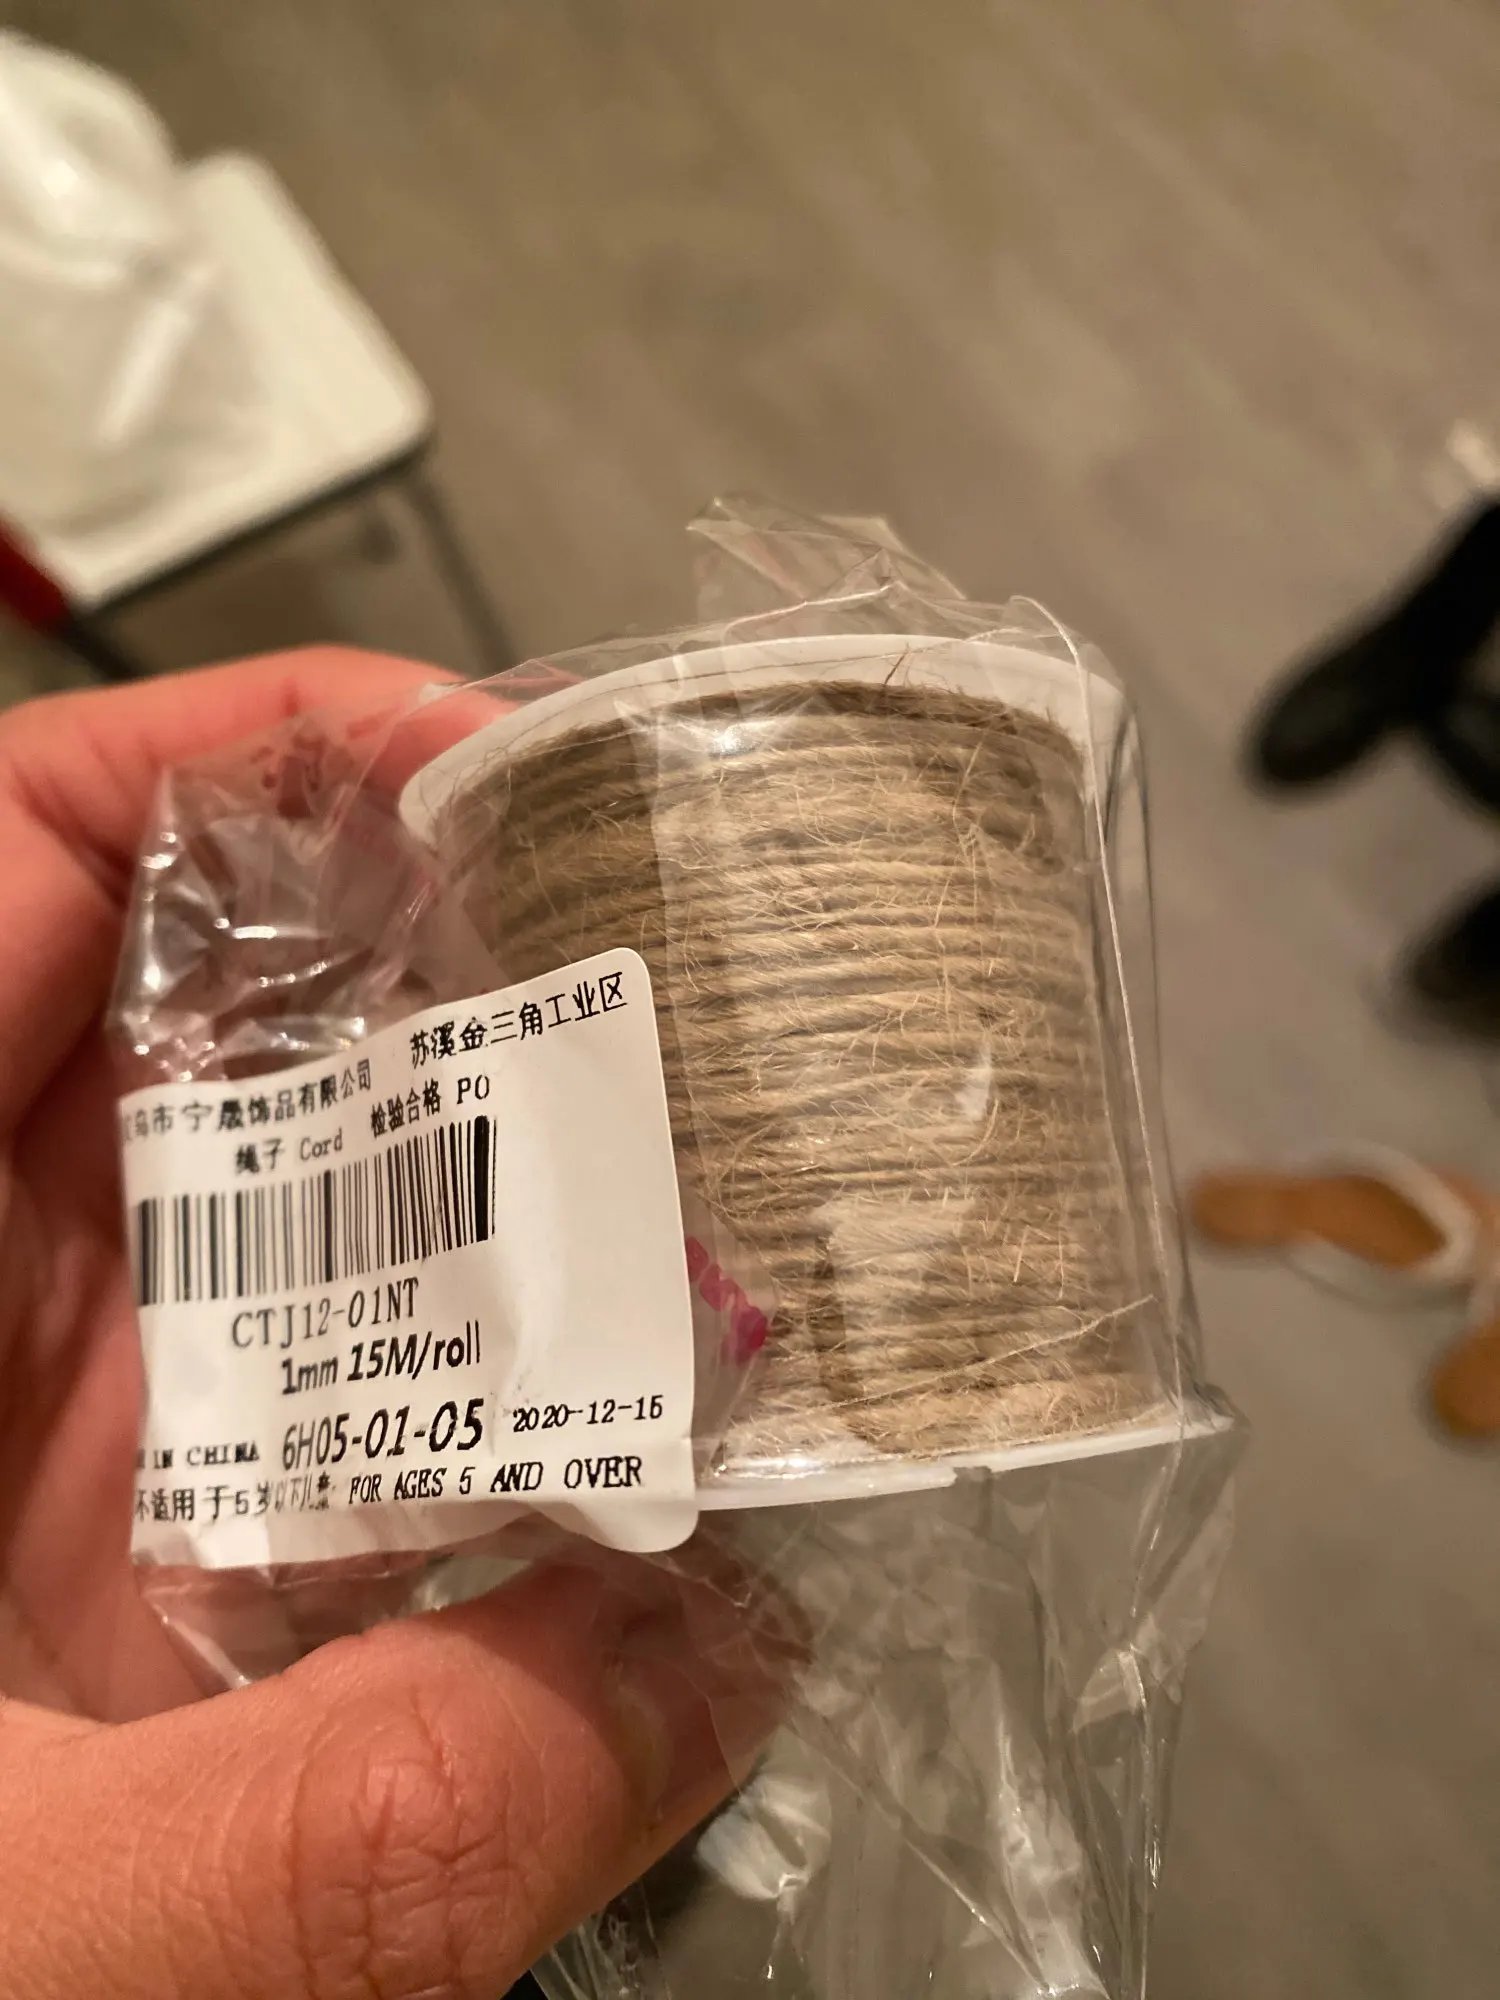 苏溪金三角工业区
乌市宁晟饰品有限公司 检验合格 PO
绳子 Cord
CTJ12-01NT
1mm 15M/roll
IN CHINA 6H05-01-05 2020-12-15
不适用于5岁以下儿童 FOR AGES 5 AND OVER